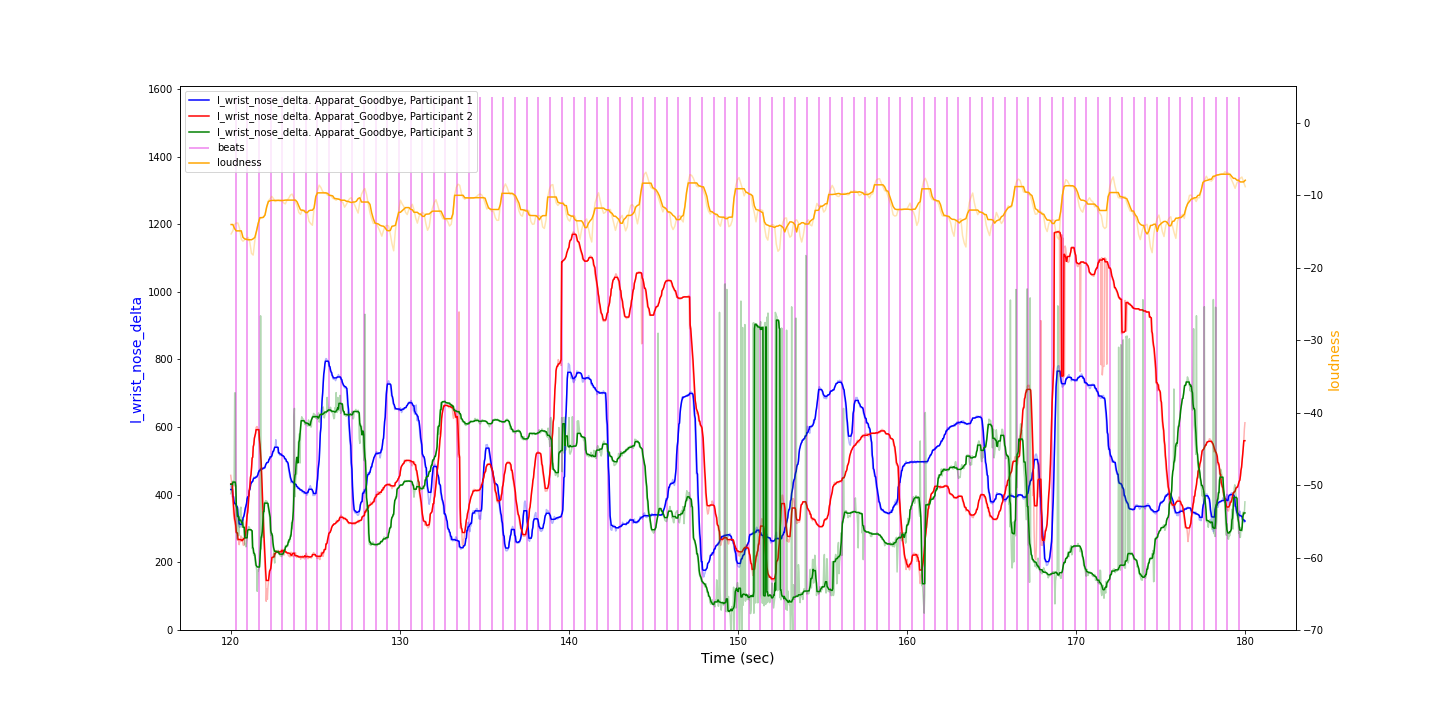 l_wrist_nose_delta. Apparat_Goodbye, Participant 1
l_wrist_nose_delta. Apparat_Goodbye, Participant 2
l_wrist_nose_delta. Apparat_Goodbye, Participant 3
beats
loudness
1600
1400
1200
1000
800
600
400
200
0
l_wrist_nose_delta
0
−10
−20
−30
−40
−50
−60
−70
loudness
120 130 140 150 160 170 180
Time (sec)